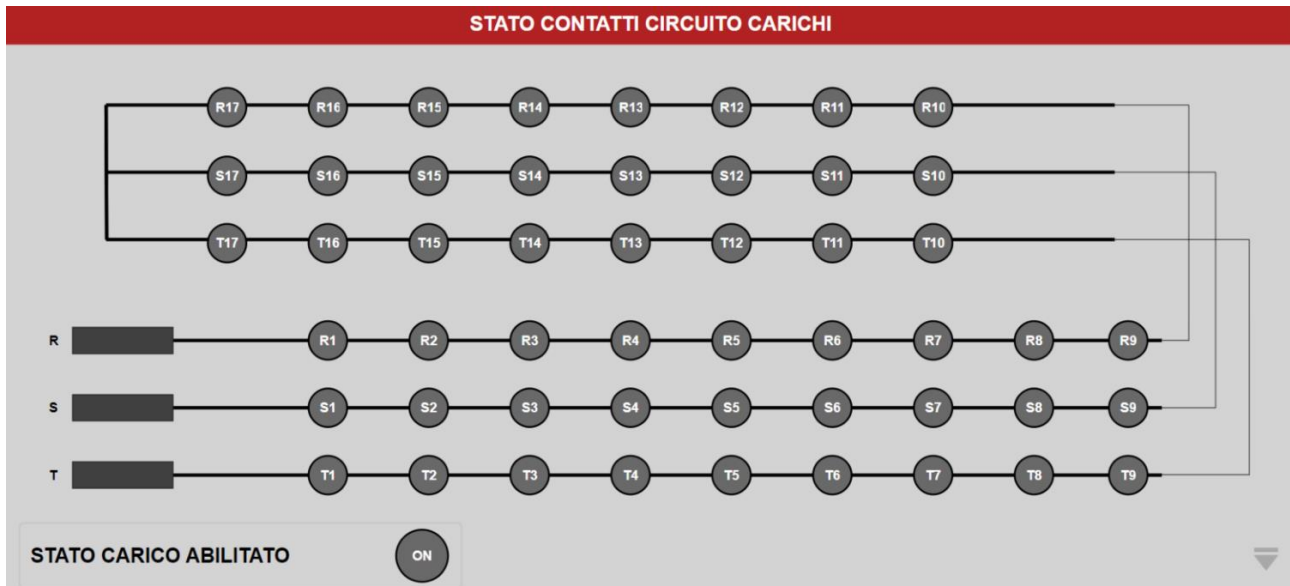 STATO CONTATTI CIRCUITO CARICHI
R17 R16 R15 R14 R13 R12 R11 R10
S17 S16 S15 S14 S13 S12 S11 S10
T17 T16 T15 T14 T13 T12 T11 T10
R R1 R2 R3 R4 R5 R6 R7 R8 R9
S S1 S2 S3 S4 S5 S6 S7 S8 S9
T T1 T2 T3 T4 T5 T6 T7 T8 T9
STATO CARICO ABILITATO ON